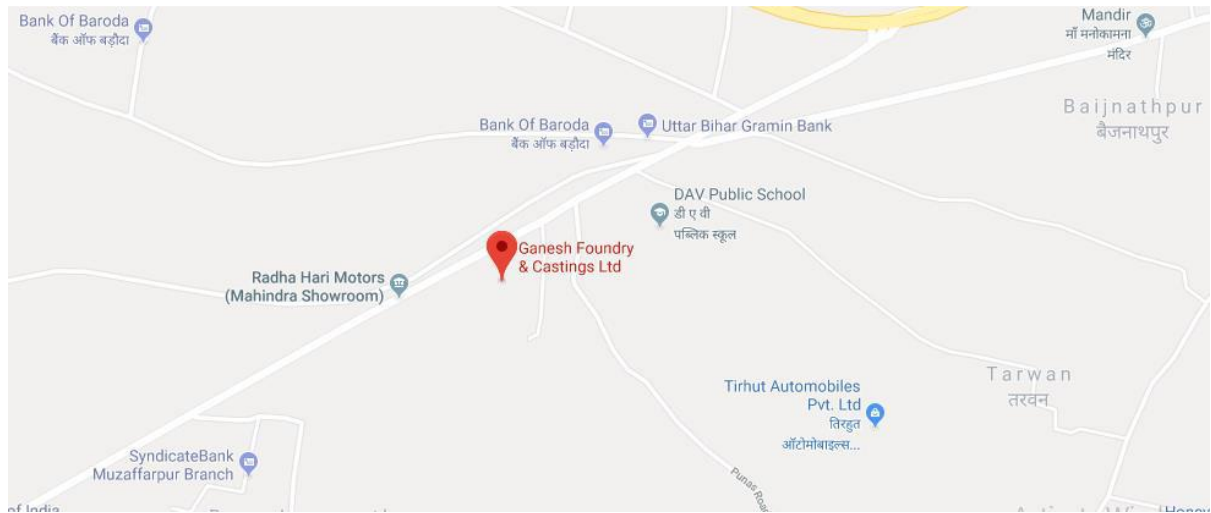 Bank Of Baroda
बैंक ऑफ बड़ौदा
Mandir
माँ मनोकामना
मंदिर
Baijnathpur
बैजनाथपुर
Bank Of Baroda
बैंक ऑफ बड़ौदा
Uttar Bihar Gramin Bank
DAV Public School
डी ए वी
पब्लिक स्कूल
Ganesh Foundry
& Castings Ltd
Radha Hari Motors
(Mahindra Showroom)
Tarwan
तरवन
Tirhut Automobiles
Pvt. Ltd
तिरहुत
ऑटोमोबाइल्स...
SyndicateBank
Muzaffarpur Branch
Punas Road
of India